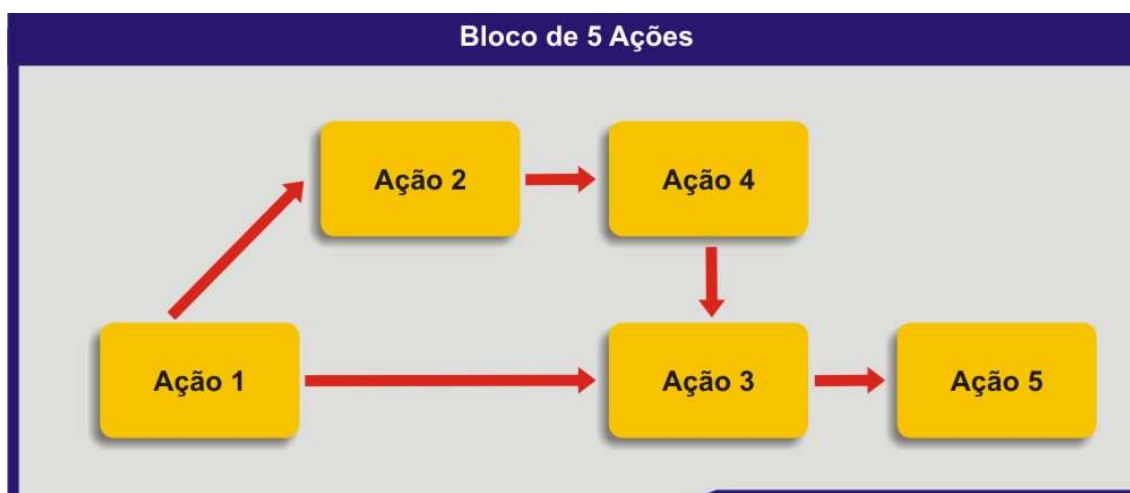 Bloco de 5 Ações
Ação 2
Ação 4
Ação 1
Ação 3
Ação 5